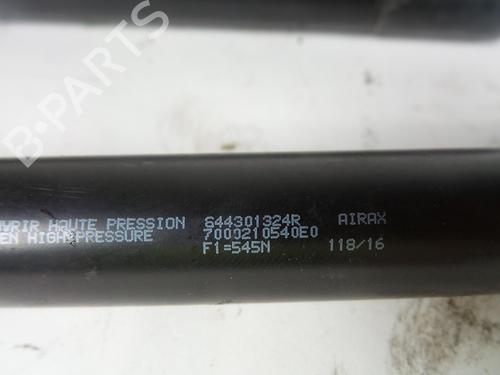 B-PARTS
VRIR HAUTE PRESSION 644301324R AIRAX
EN HIGH PRESSURE 7000210540E0
F1=545N 118/16